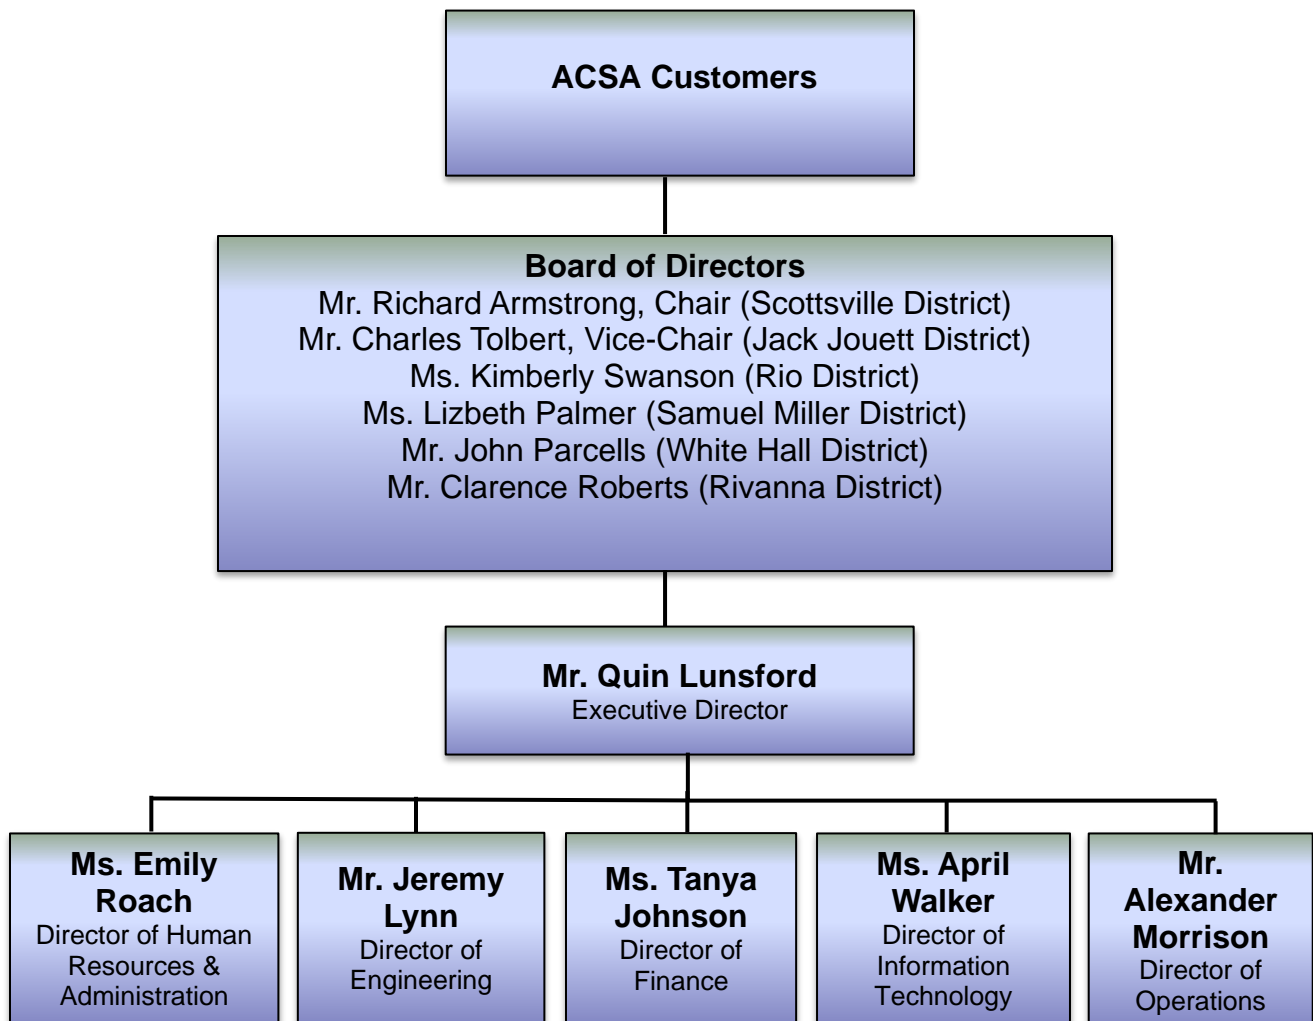 ACSA Customers
Board of Directors
Mr. Richard Armstrong, Chair (Scottsville District)
Mr. Charles Tolbert, Vice-Chair (Jack Jouett District)
Ms. Kimberly Swanson (Rio District)
Ms. Lizbeth Palmer (Samuel Miller District)
Mr. John Parcells (White Hall District)
Mr. Clarence Roberts (Rivanna District)
Mr. Quin Lunsford
Executive Director
Ms. Emily
Roach
Director of Human
Resources &
Administration
Mr. Jeremy
Lynn
Director of
Engineering
Ms. Tanya
Johnson
Director of
Finance
Ms. April
Walker
Director of
Information
Technology
Mr.
Alexander
Morrison
Director of
Operations